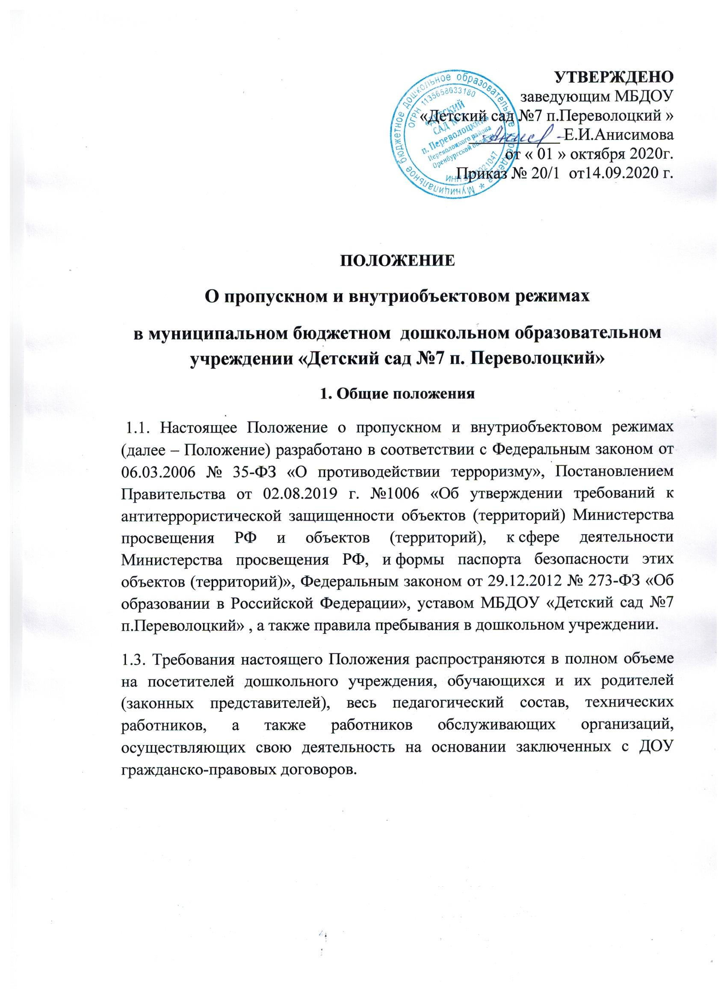 УТВЕРЖДЕНО
заведующим МБДОУ
«Детский сад №7 п.Переволоцкий »
Е.И.Анисимова
от « 01 » октября 2020г.
Приказ № 20/1 от14.09.2020 г.
Муниципальное бюджетное дошкольное образовательное учреждение
ОГРН 1135658033180
«ДЕТСКИЙ
САД №7
п. Переволоцкий»
Переволоцкого района
Оренбургской области
ИНН
ПОЛОЖЕНИЕ
О пропускном и внутриобъектовом режимах
в муниципальном бюджетном дошкольном образовательном
учреждении «Детский сад №7 п. Переволоцкий»
1. Общие положения
1.1. Настоящее Положение о пропускном и внутриобъектовом режимах
(далее – Положение) разработано в соответствии с Федеральным законом от
06.03.2006 № 35-ФЗ «О противодействии терроризму», Постановлением
Правительства от 02.08.2019 г. №1006 «Об утверждении требований к
антитеррористической защищенности объектов (территорий) Министерства
просвещения РФ и объектов (территорий), к сфере деятельности
Министерства просвещения РФ, и формы паспорта безопасности этих
объектов (территорий)», Федеральным законом от 29.12.2012 № 273-ФЗ «Об
образовании в Российской Федерации», уставом МБДОУ «Детский сад №7
п.Переволоцкий» , а также правила пребывания в дошкольном учреждении.
1.3. Требования настоящего Положения распространяются в полном объеме
на посетителей дошкольного учреждения, обучающихся и их родителей
(законных представителей), весь педагогический состав, технических
работников, а также работников обслуживающих организаций,
осуществляющих свою деятельность на основании заключенных с ДОУ
гражданско-правовых договоров.